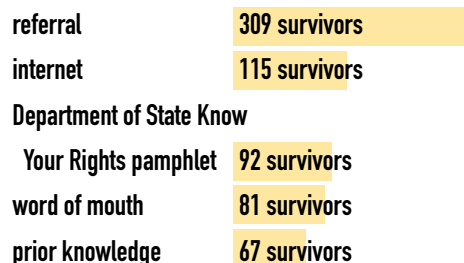 referral 309 survivors
internet 115 survivors
Department of State Know
Your Rights pamphlet 92 survivors
word of mouth 81 survivors
prior knowledge 67 survivors